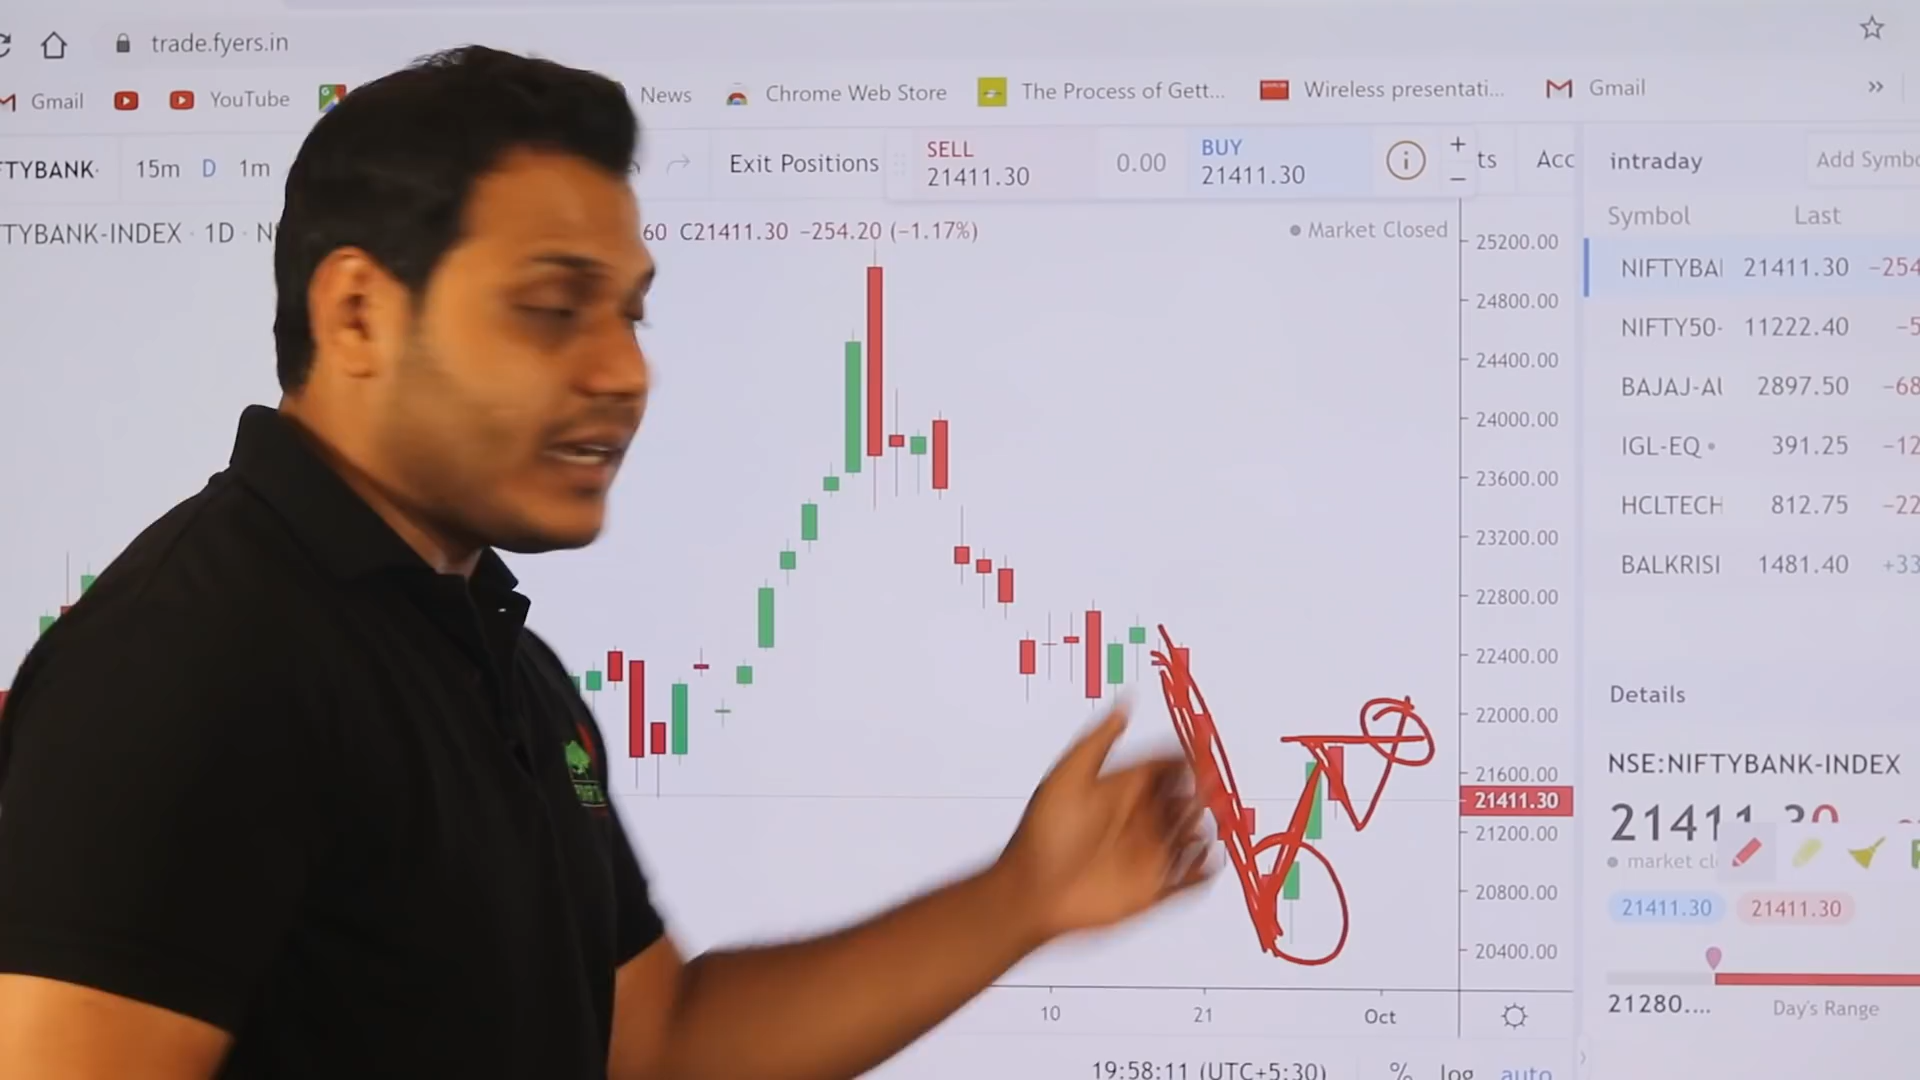 trade.fyers.in
Gmail YouTube News Chrome Web Store The Process of Gett... Wireless presentati... Gmail »
TYBANK· 15m D 1m Exit Positions SELL 21411.30 0.00 BUY 21411.30 + − ts Acc
TYBANK-INDEX · 1D · N 60 C21411.30 −254.20 (−1.17%) Market Closed
25200.00
24800.00
24400.00
24000.00
23600.00
23200.00
22800.00
22400.00
22000.00
21600.00
21411.30
21200.00
20800.00
20400.00
10 21 Oct
19:58:11 (UTC+5:30) % log auto
intraday Add Symbo
Symbol Last
NIFTYBA 21411.30 −254
NIFTY50- 11222.40 −5
BAJAJ-AU 2897.50 −68
IGL-EQ 391.25 −12
HCLTECH 812.75 −22
BALKRISI 1481.40 +33
Details
NSE:NIFTYBANK-INDEX
21411.30
market cl
21411.30 21411.30
21280.... Day's Range